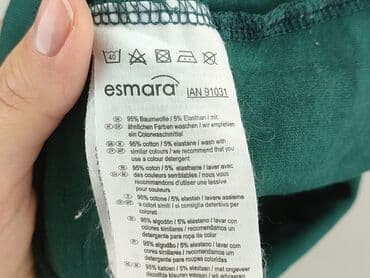 40
esmara
IAN 91031
95% Baumwolle / 5% Elasthan / mit
ähnlichen Farben waschen / wir empfehlen
ein Colorwaschmittel
95% cotton / 5% elastane / wash with
similar colours / we recommend that you
use a colour detergent
95% coton / 5% élasthanne / laver avec
des couleurs semblables / nous vous
recommandons d'utiliser une lessive
pour couleurs
95% cotone / 5% elastan / lavare assieme
a colori simili / si consiglia detersivo per
colorati
95% algodón / 5% elastano / lavar con
colores similares / recomendamos un
detergente para ropa de color
95% algodão / 5% elastano / lavar com
cores semelhantes / recomendamos
detergente para roupas coloridas
95% katoen / 5% elastaan / met ongeveer